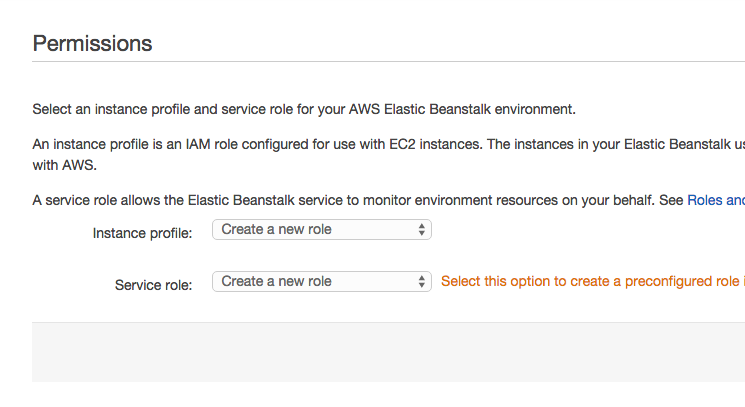 Permissions
Select an instance profile and service role for your AWS Elastic Beanstalk environment.
An instance profile is an IAM role configured for use with EC2 instances. The instances in your Elastic Beanstalk
with AWS.
A service role allows the Elastic Beanstalk service to monitor environment resources on your behalf. See Roles and
Instance profile: Create a new role
Service role: Create a new role Select this option to create a preconfigured role